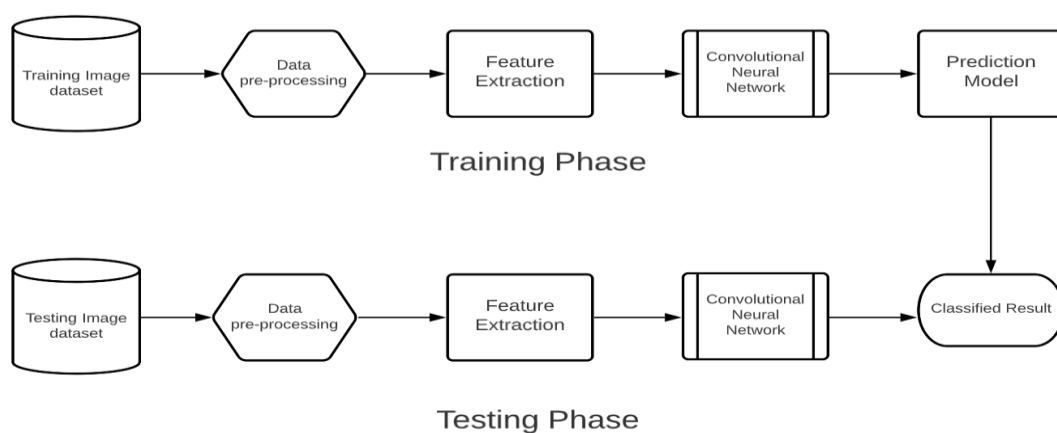 Training Image
dataset
Data
pre-processing
Feature
Extraction
Convolutional
Neural
Network
Prediction
Model
Training Phase
Testing Image
dataset
Data
pre-processing
Feature
Extraction
Convolutional
Neural
Network
Classified Result
Testing Phase